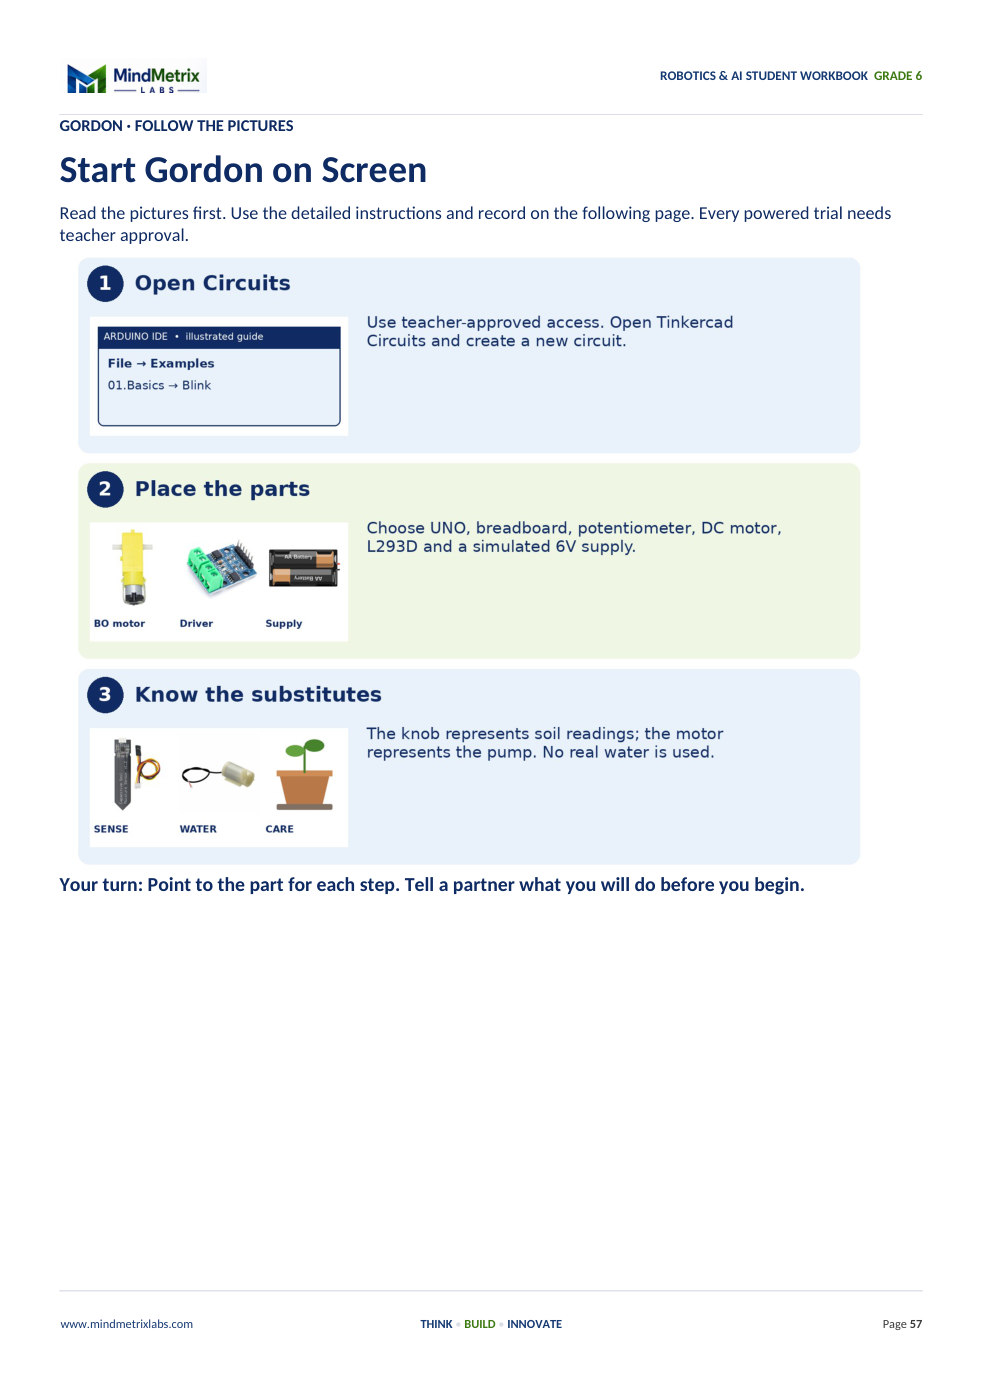 MindMetrix
LABS
ROBOTICS & AI STUDENT WORKBOOK GRADE 6
GORDON · FOLLOW THE PICTURES
Start Gordon on Screen
Read the pictures first. Use the detailed instructions and record on the following page. Every powered trial needs
teacher approval.
1 Open Circuits
ARDUINO IDE • illustrated guide
File → Examples
01.Basics → Blink
Use teacher-approved access. Open Tinkercad
Circuits and create a new circuit.
2 Place the parts
AA Battery
AA Battery
BO motor Driver Supply
Choose UNO, breadboard, potentiometer, DC motor,
L293D and a simulated 6V supply.
3 Know the substitutes
SENSE WATER CARE
The knob represents soil readings; the motor
represents the pump. No real water is used.
Your turn: Point to the part for each step. Tell a partner what you will do before you begin.
www.mindmetrixlabs.com
THINK • BUILD • INNOVATE
Page 57